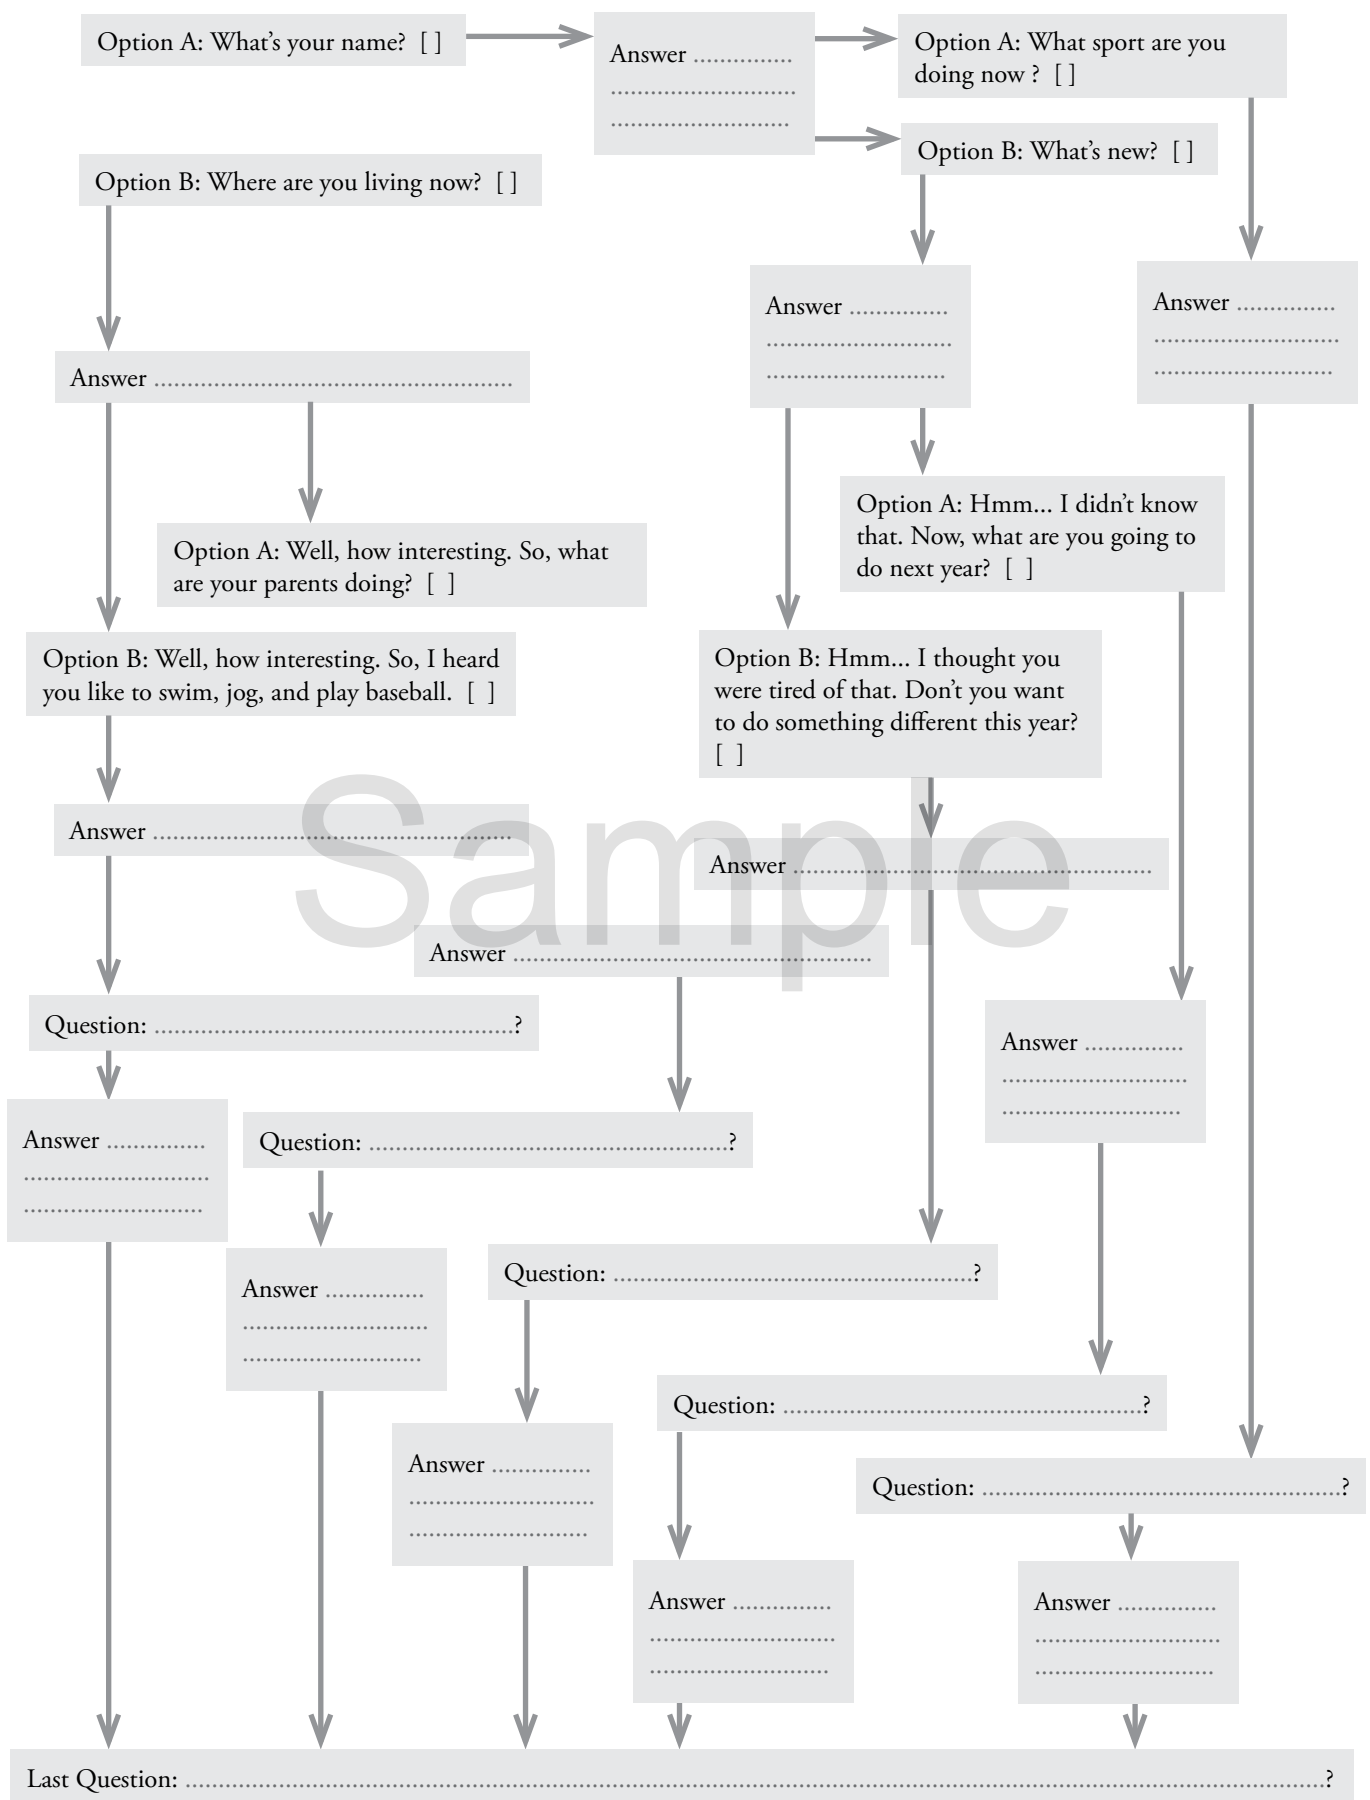 Option A: What's your name? [ ]
Answer ...............
............................
...........................
Option A: What sport are you
doing now ? [ ]
Option B: What's new? [ ]
Option B: Where are you living now? [ ]
Answer ...............
............................
...........................
Answer ...............
............................
...........................
Answer ......................................................
Option A: Hmm... I didn't know
that. Now, what are you going to
do next year? [ ]
Option A: Well, how interesting. So, what
are your parents doing? [ ]
Option B: Well, how interesting. So, I heard
you like to swim, jog, and play baseball. [ ]
Option B: Hmm... I thought you
were tired of that. Don't you want
to do something different this year?
[ ]
Sample
Answer ......................................................
Answer ......................................................
Answer ......................................................
Question: ......................................................?
Answer ...............
............................
...........................
Answer ...............
............................
...........................
Question: ......................................................?
Answer ...............
............................
...........................
Question: ......................................................?
Question: ......................................................?
Answer ...............
............................
...........................
Question: ......................................................?
Answer ...............
............................
...........................
Answer ...............
............................
...........................
Last Question: ............................................................................................................................................................................?